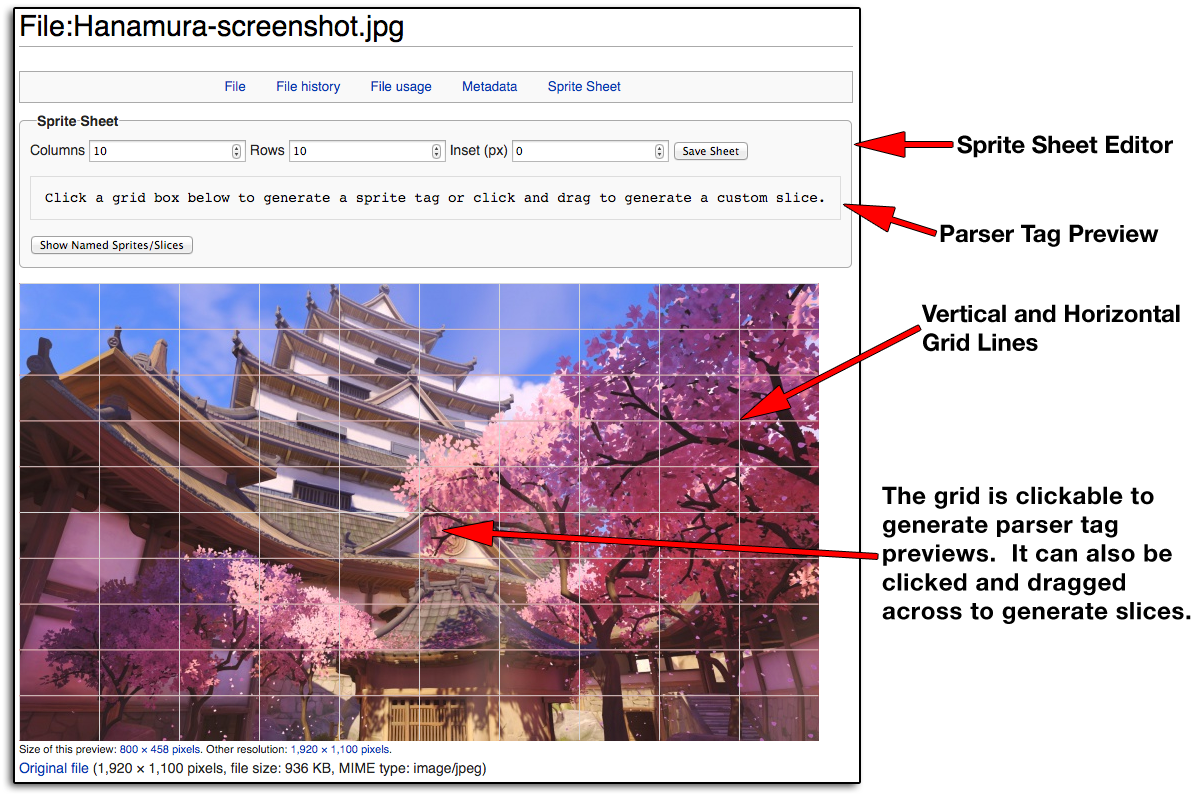 File:Hanamura-screenshot.jpg
File File history File usage Metadata Sprite Sheet
Sprite Sheet
Columns 10 Rows 10 Inset (px) 0 Save Sheet
Click a grid box below to generate a sprite tag or click and drag to generate a custom slice.
Show Named Sprites/Slices
Size of this preview: 800 × 458 pixels. Other resolution: 1,920 × 1,100 pixels.
Original file (1,920 × 1,100 pixels, file size: 936 KB, MIME type: image/jpeg)
Sprite Sheet Editor
Parser Tag Preview
Vertical and Horizontal
Grid Lines
The grid is clickable to
generate parser tag
previews.  It can also be
clicked and dragged
across to generate slices.